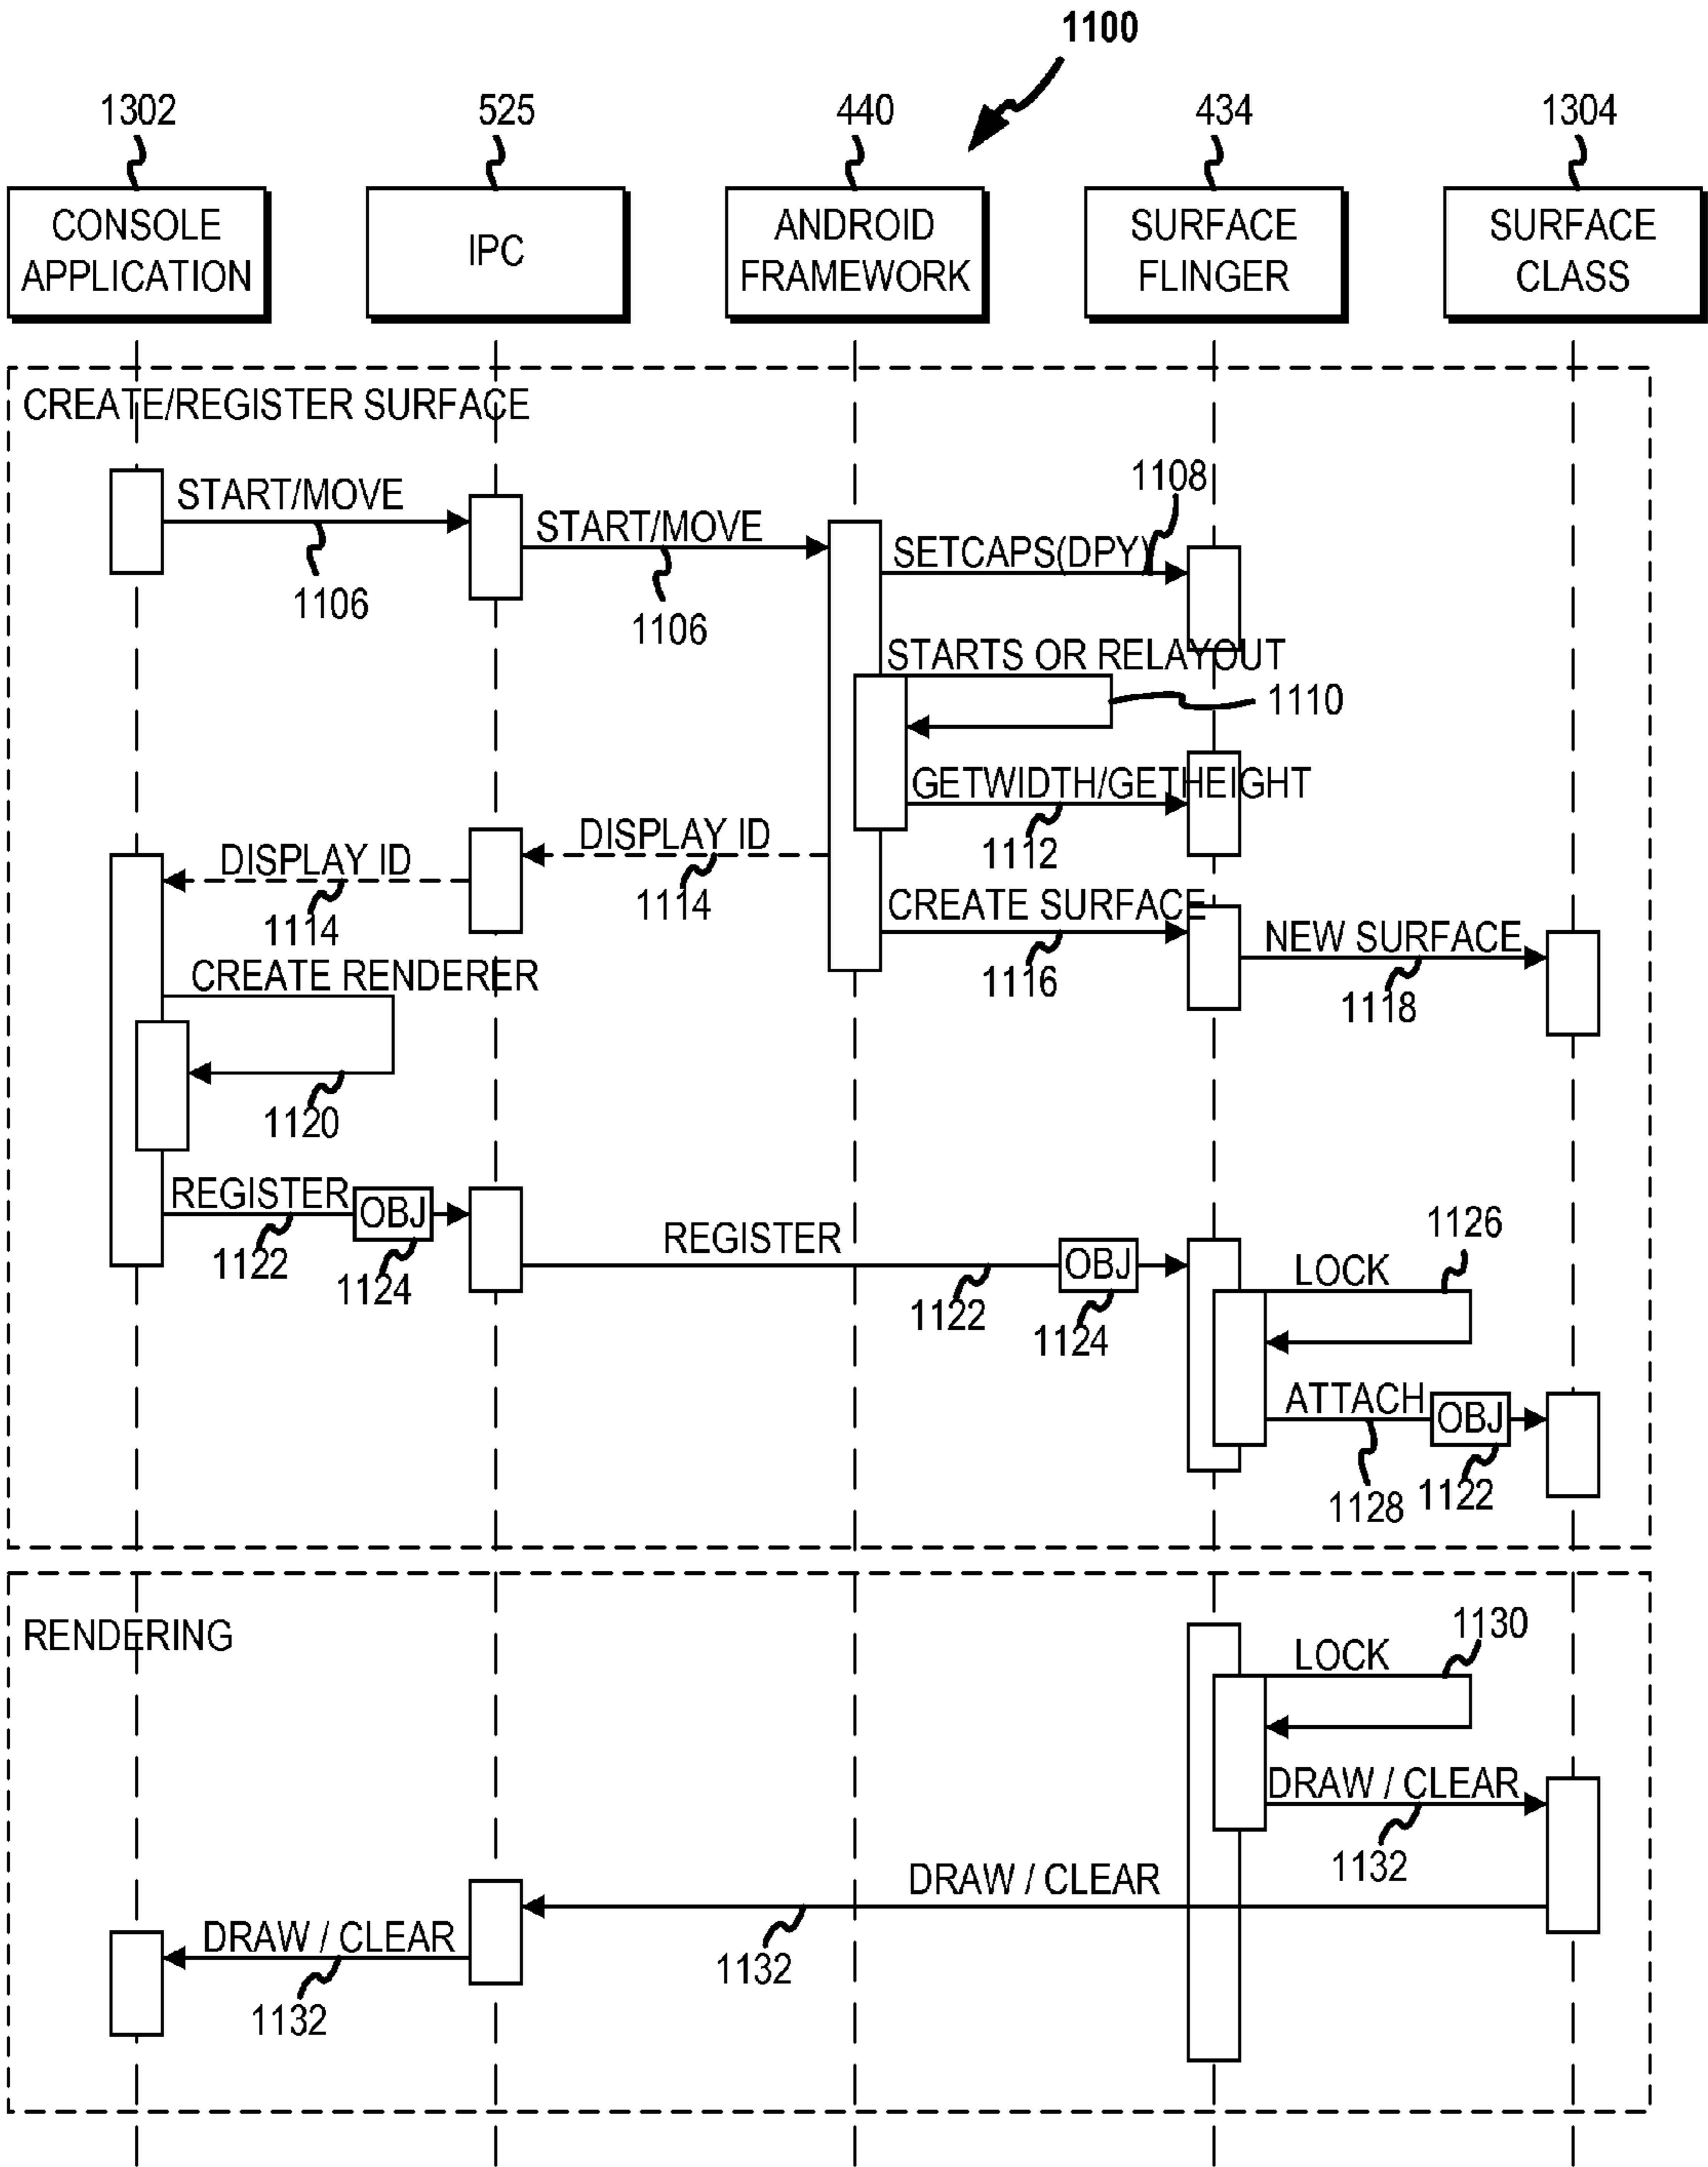 1100
1302
525
440
434
1304
CONSOLE
APPLICATION
IPC
ANDROID
FRAMEWORK
SURFACE
FLINGER
SURFACE
CLASS
CREATE/REGISTER SURFACE
1108
START/MOVE
START/MOVE
SETCAPS(DPY)
1106
1106
STARTS OR RELAYOUT
1110
GETWIDTH/GETHEIGHT
DISPLAY ID
1112
DISPLAY ID
1114
CREATE SURFACE
1114
NEW SURFACE
CREATE RENDERER
1116
1118
1120
REGISTER
OBJ
1126
REGISTER
1122
1124
OBJ
LOCK
1122
1124
ATTACH
OBJ
1128
1122
RENDERING
1130
LOCK
DRAW / CLEAR
1132
DRAW / CLEAR
DRAW / CLEAR
1132
1132